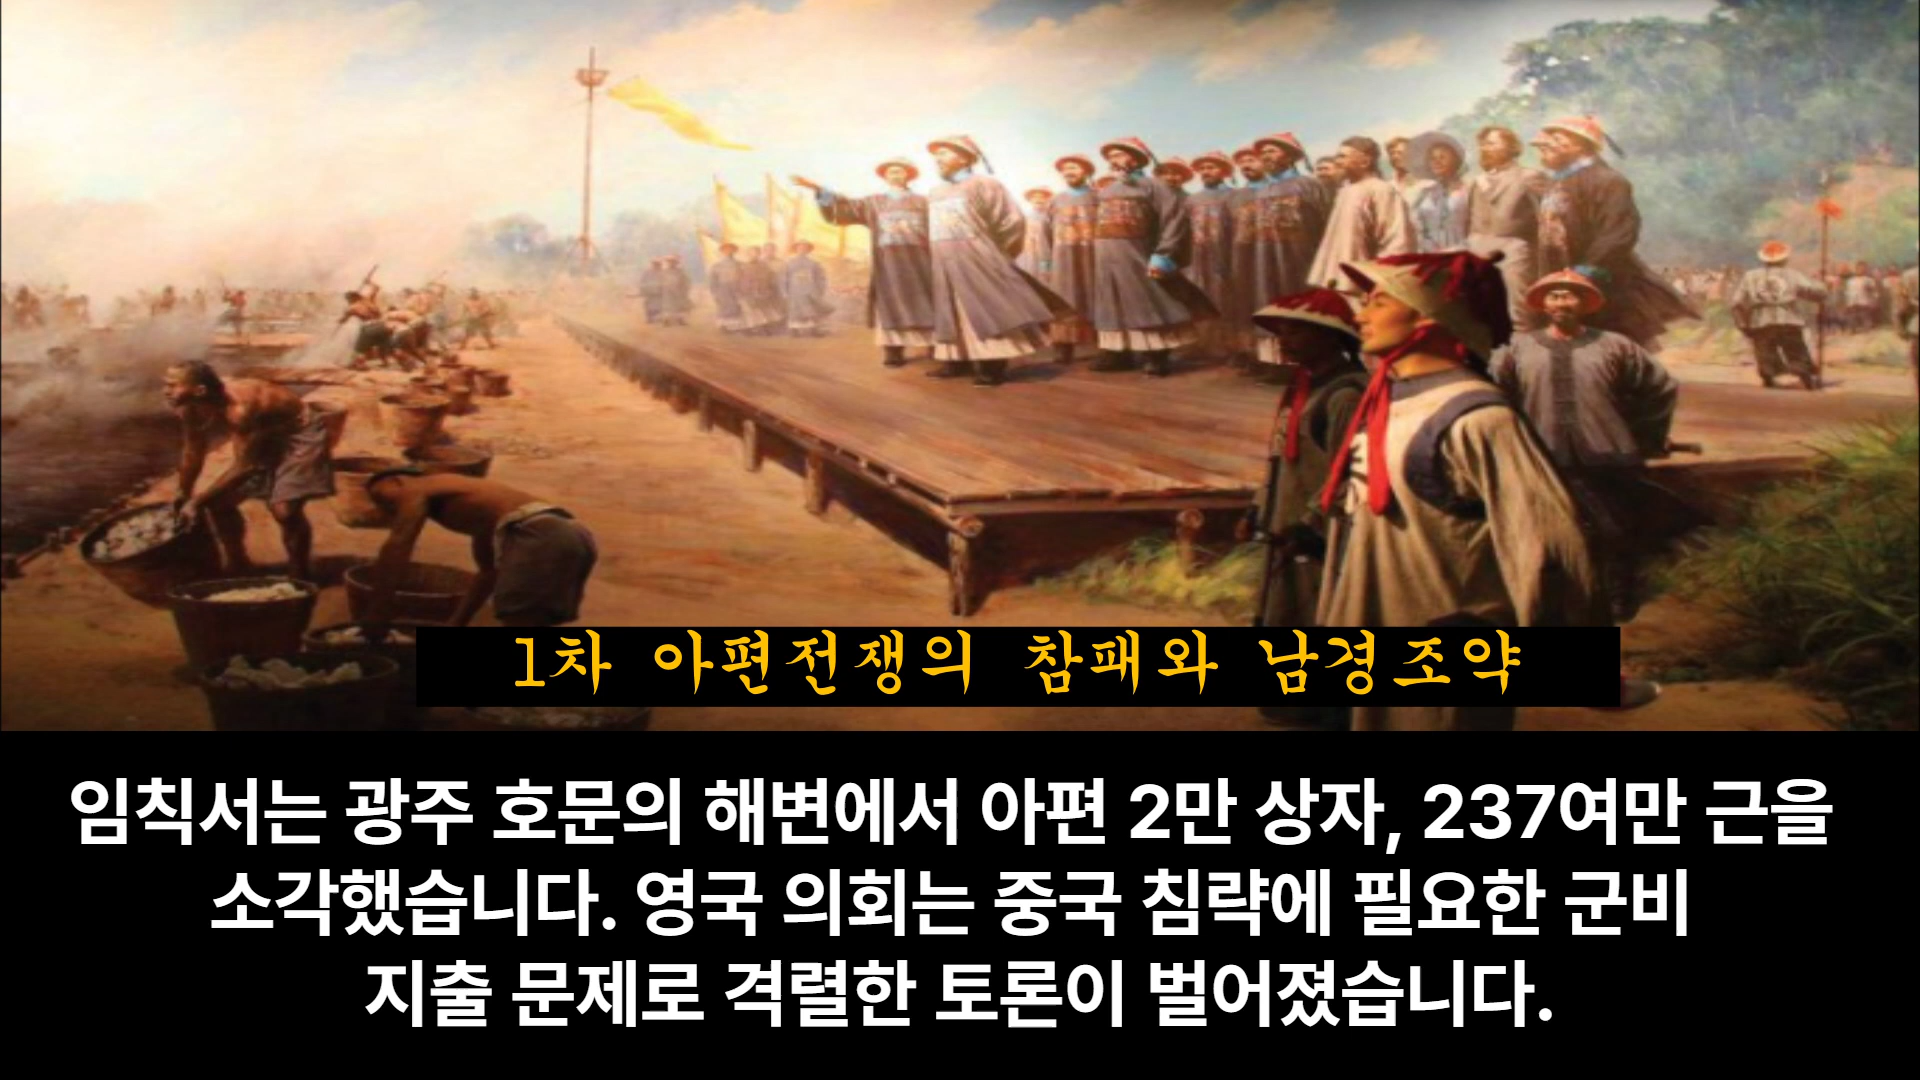 1차 아편전쟁의 참패와 남경조약
임칙서는 광주 호문의 해변에서 아편 2만 상자, 237여만 근을
소각했습니다. 영국 의회는 중국 침략에 필요한 군비
지출 문제로 격렬한 토론이 벌어졌습니다.